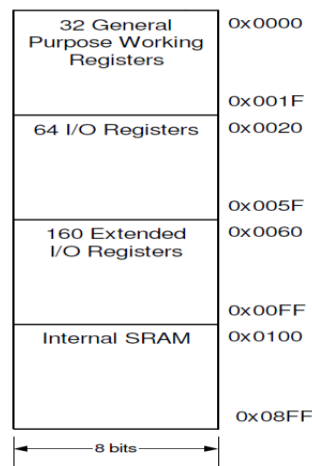 32 General
Purpose Working
Registers
0x0000
0x001F
64 I/O Registers
0x0020
0x005F
160 Extended
I/O Registers
0x0060
0x00FF
Internal SRAM
0x0100
0x08FF
8 bits